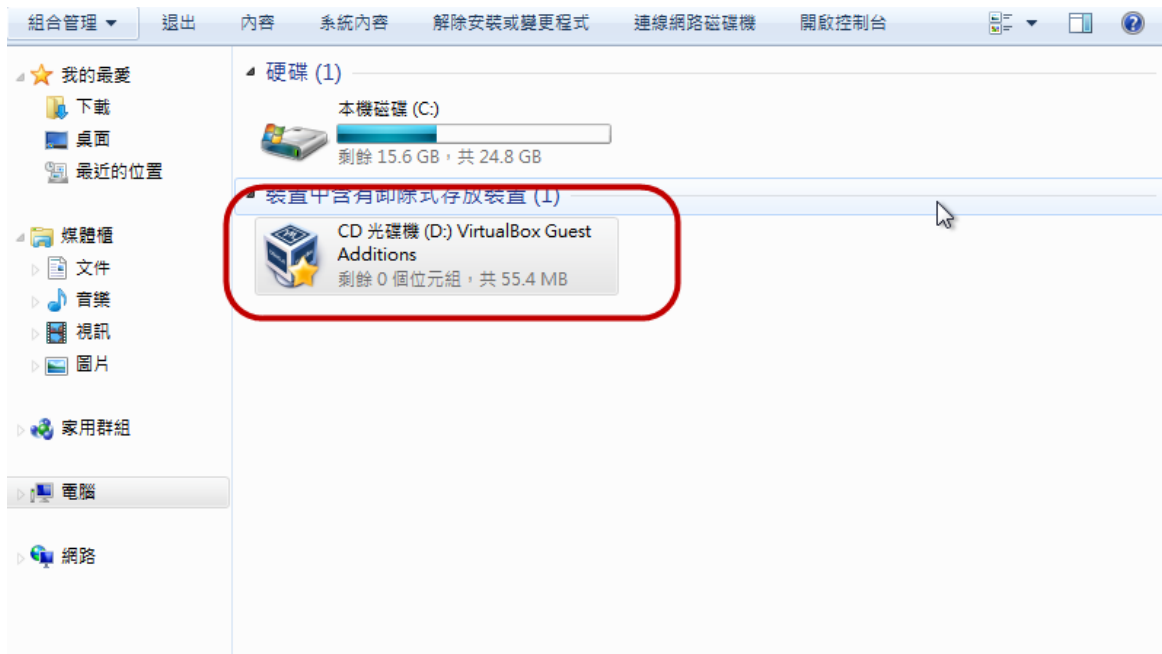 組合管理 退出 內容 系統內容 解除安裝或變更程式 連線網路磁碟機 開啟控制台
我的最愛
下載
桌面
最近的位置
媒體櫃
文件
音樂
視訊
圖片
家用群組
電腦
網路
硬碟 (1)
本機磁碟 (C:)
剩餘 15.6 GB，共 24.8 GB
裝置中含有卸除式存放裝置 (1)
CD 光碟機 (D:) VirtualBox Guest
Additions
剩餘 0 個位元組，共 55.4 MB